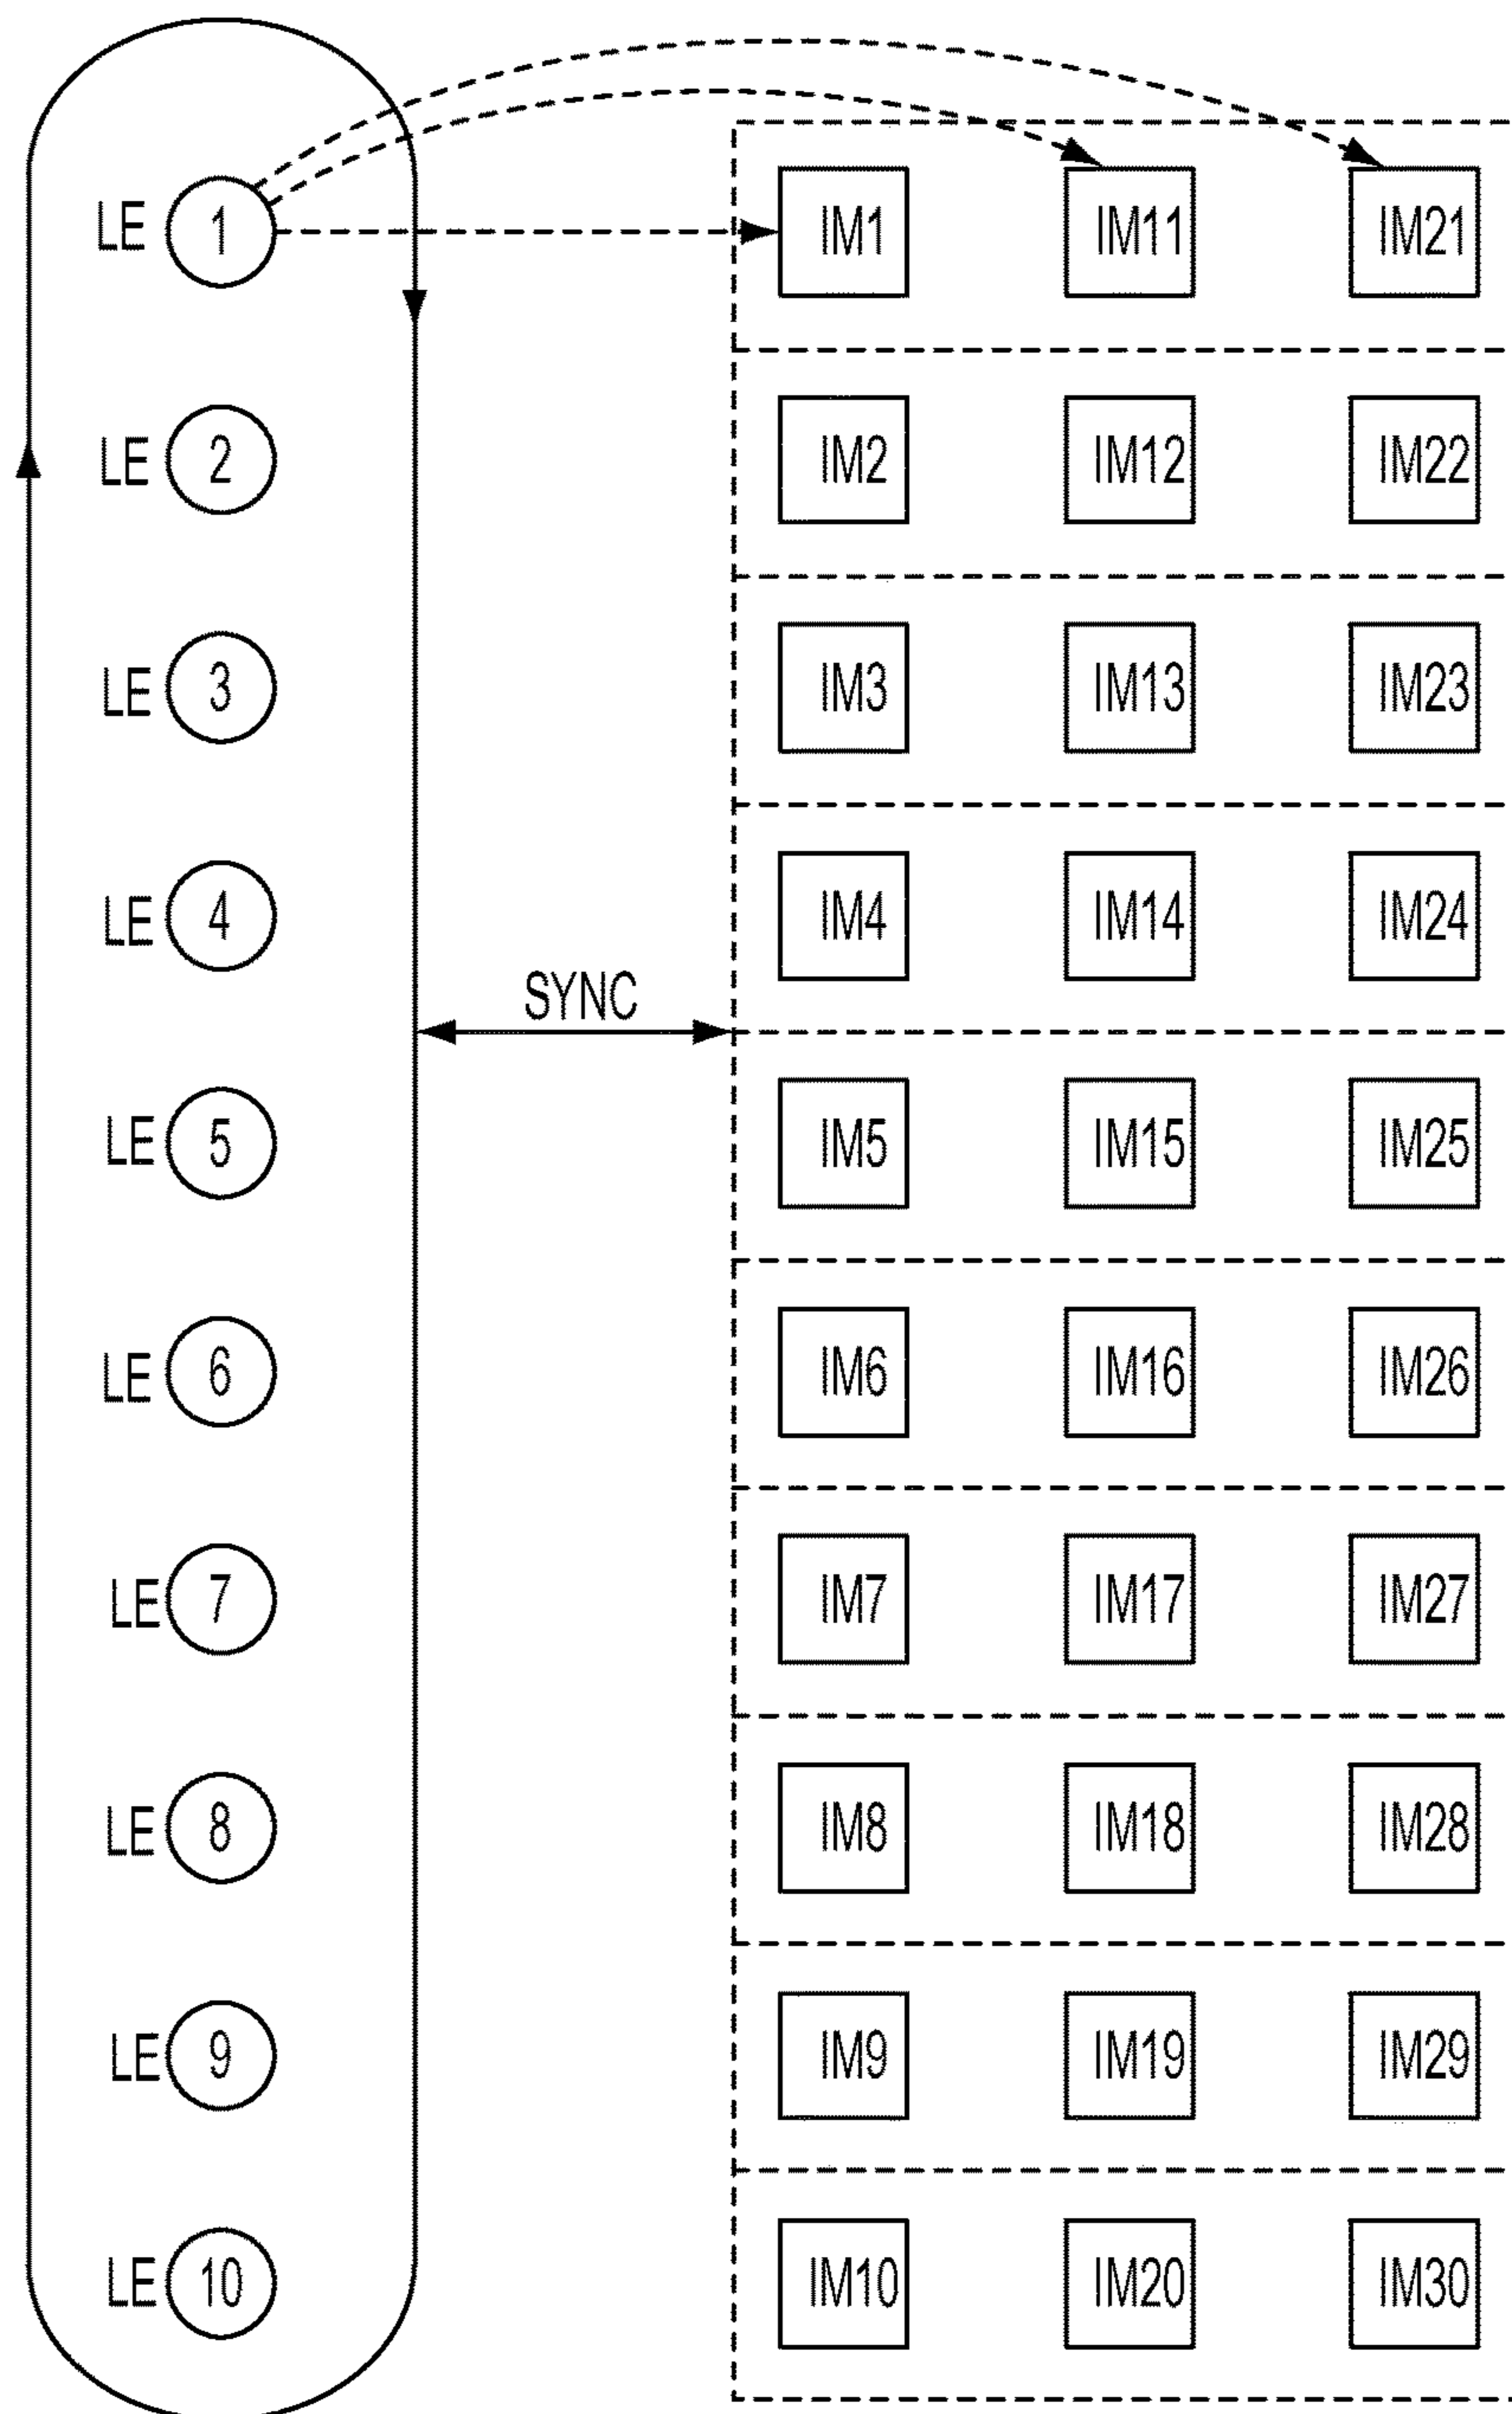 LE 1 IM1 IM11 IM21
LE 2 IM2 IM12 IM22
LE 3 IM3 IM13 IM23
LE 4 IM4 IM14 IM24
SYNC
LE 5 IM5 IM15 IM25
LE 6 IM6 IM16 IM26
LE 7 IM7 IM17 IM27
LE 8 IM8 IM18 IM28
LE 9 IM9 IM19 IM29
LE 10 IM10 IM20 IM30